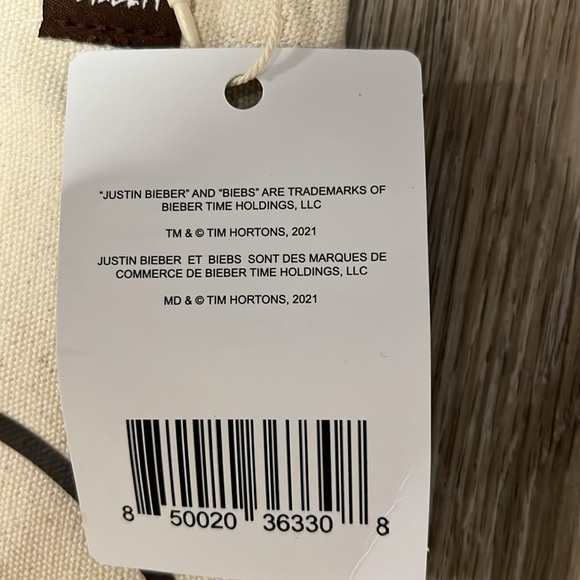 "JUSTIN BIEBER" AND "BIEBS" ARE TRADEMARKS OF
BIEBER TIME HOLDINGS, LLC
TM & © TIM HORTONS, 2021
JUSTIN BIEBER ET BIEBS SONT DES MARQUES DE
COMMERCE DE BIEBER TIME HOLDINGS, LLC
MD & © TIM HORTONS, 2021
8 50020 36330 8